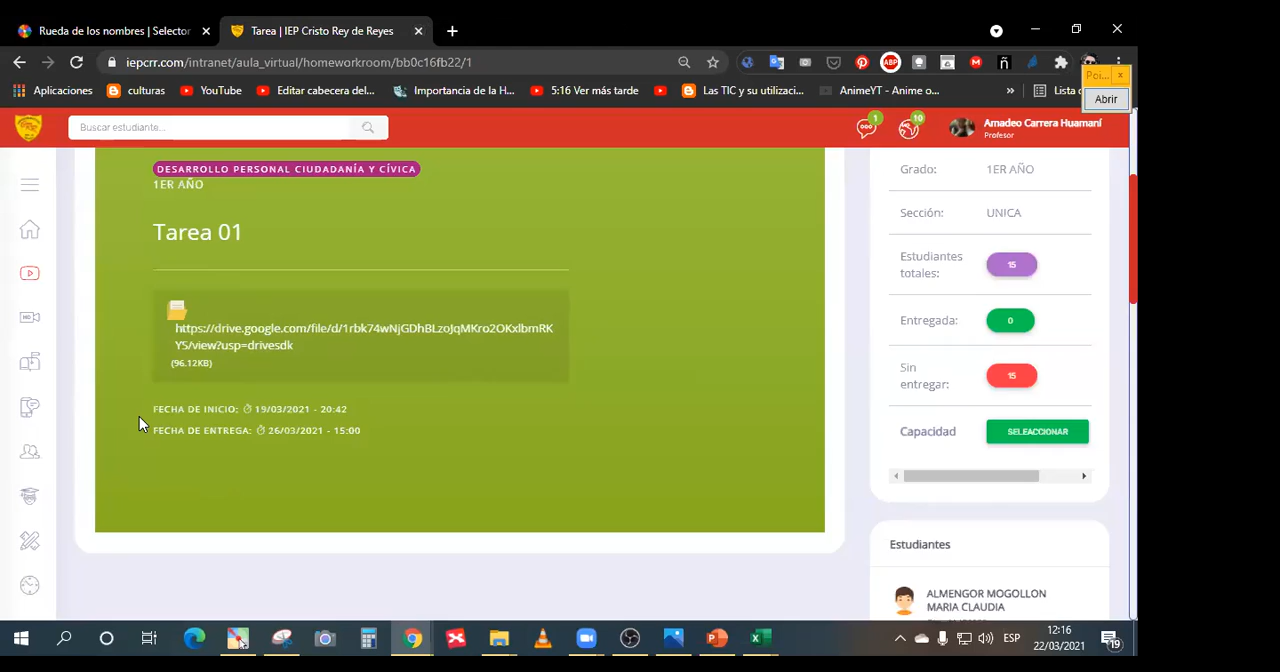 Rueda de los nombres | Selector
Tarea | IEP Cristo Rey de Reyes
iepcrr.com/intranet/aula_virtual/homeworkroom/bb0c16fb22/1
ABP
ñ
Aplicaciones
culturas
YouTube
Editar cabecera del...
Importancia de la H...
5:16 Ver más tarde
Las TIC y su utilizaci...
AnimeYT - Anime o...
»
Lista
Poi... x
Abrir
Buscar estudiante...
1
10
Amadeo Carrera Huamaní
Profesor
DESARROLLO PERSONAL CIUDADANÍA Y CÍVICA
1ER AÑO
Tarea 01
https://drive.google.com/file/d/1rbk74wNjGDhBLzoJqMKro2OKxlbmRK
YS/view?usp=drivesdk
(96.12KB)
FECHA DE INICIO: 19/03/2021 - 20:42
FECHA DE ENTREGA: 26/03/2021 - 15:00
Grado: 1ER AÑO
Sección: UNICA
Estudiantes
totales: 15
Entregada: 0
Sin
entregar: 15
Capacidad SELEACCIONAR
Estudiantes
ALMENGOR MOGOLLON
MARIA CLAUDIA
ESP
12:16
22/03/2021
19